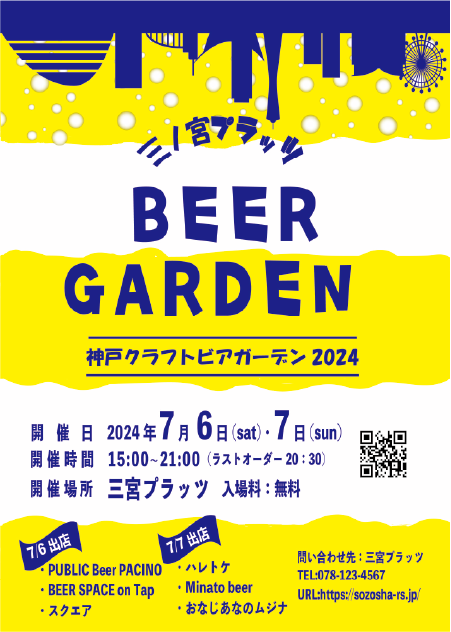 三ノ宮プラッツ
BEER
GARDEN
神戸クラフトビアガーデン 2024
開催日 2024年7月6日(sat)・7日(sun)
開催時間 15:00~21:00 (ラストオーダー20:30)
開催場所 三宮プラッツ 入場料:無料
7/6 出店
・PUBLIC Beer PACINO
・BEER SPACE on Tap
・スクエア
7/7 出店
・ハレトケ
・Minato beer
・おなじあなのムジナ
問い合わせ先:三宮プラッツ
TEL:078-123-4567
URL:https://sozosha-rs.jp/